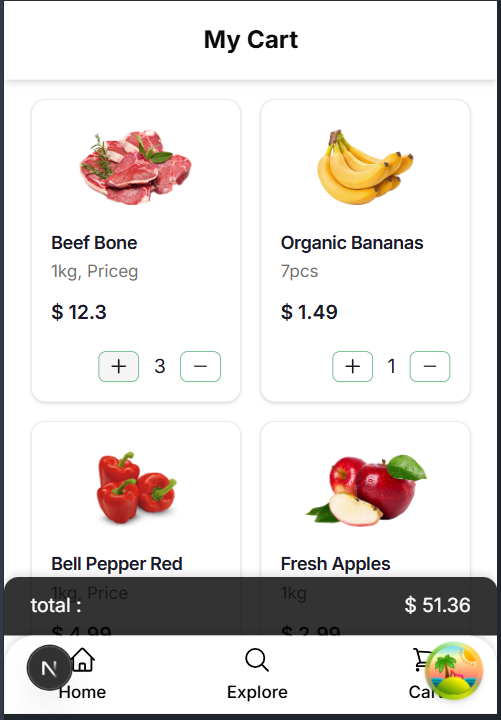 My Cart
Beef Bone
1kg, Priceg
$ 12.3
+ 3 −
Organic Bananas
7pcs
$ 1.49
+ 1 −
Bell Pepper Red
1kg, Price
$ 4.99
Fresh Apples
1kg
$ 2.99
total : $ 51.36
N
Home
Explore
Cart